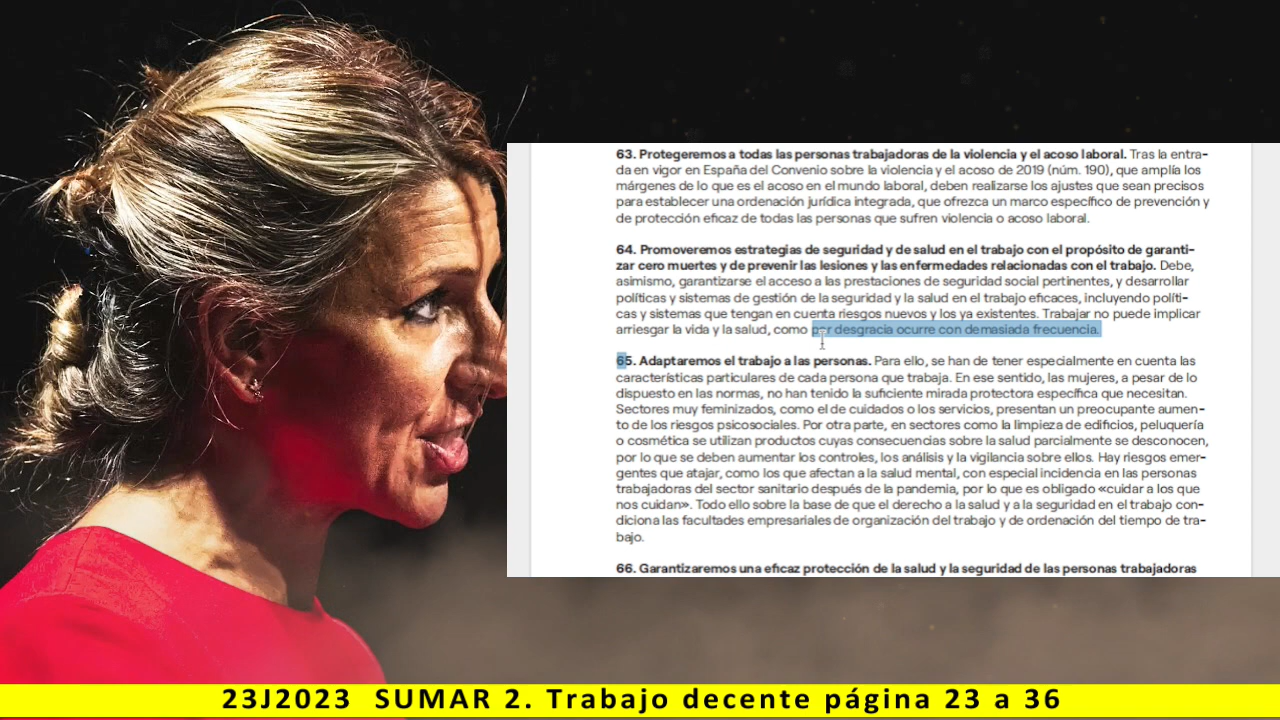 63. Protegeremos a todas las personas trabajadoras de la violencia y el acoso laboral. Tras la entra-
da en vigor en España del Convenio sobre la violencia y el acoso de 2019 (núm. 190), que amplía los
márgenes de lo que es el acoso en el mundo laboral, deben realizarse los ajustes que sean precisos
para establecer una ordenación jurídica integrada, que ofrezca un marco específico de prevención y
de protección eficaz de todas las personas que sufren violencia o acoso laboral.
64. Promoveremos estrategias de seguridad y de salud en el trabajo con el propósito de garanti-
zar cero muertes y de prevenir las lesiones y las enfermedades relacionadas con el trabajo. Debe,
asimismo, garantizarse el acceso a las prestaciones de seguridad social pertinentes, y desarrollar
políticas y sistemas de gestión de la seguridad y la salud en el trabajo eficaces, incluyendo políti-
cas y sistemas que tengan en cuenta riesgos nuevos y los ya existentes. Trabajar no puede implicar
arriesgar la vida y la salud, como por desgracia ocurre con demasiada frecuencia.
65. Adaptaremos el trabajo a las personas. Para ello, se han de tener especialmente en cuenta las
características particulares de cada persona que trabaja. En ese sentido, las mujeres, a pesar de lo
dispuesto en las normas, no han tenido la suficiente mirada protectora específica que necesitan.
Sectores muy feminizados, como el de cuidados o los servicios, presentan un preocupante aumen-
to de los riesgos psicosociales. Por otra parte, en sectores como la limpieza de edificios, peluquería
o cosmética se utilizan productos cuyas consecuencias sobre la salud parcialmente se desconocen,
por lo que se deben aumentar los controles, los análisis y la vigilancia sobre ellos. Hay riesgos emer-
gentes que atajar, como los que afectan a la salud mental, con especial incidencia en las personas
trabajadoras del sector sanitario después de la pandemia, por lo que es obligado «cuidar a los que
nos cuidan». Todo ello sobre la base de que el derecho a la salud y a la seguridad en el trabajo con-
diciona las facultades empresariales de organización del trabajo y de ordenación del tiempo de tra-
bajo.
66. Garantizaremos una eficaz protección de la salud y la seguridad de las personas trabajadoras
23J2023 SUMAR 2. Trabajo decente página 23 a 36